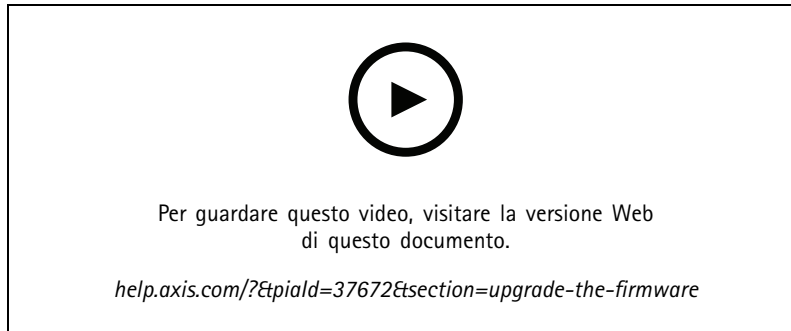 Per guardare questo video, visitare la versione Web
di questo documento.
help.axis.com/?&piaId=37672&section=upgrade-the-firmware